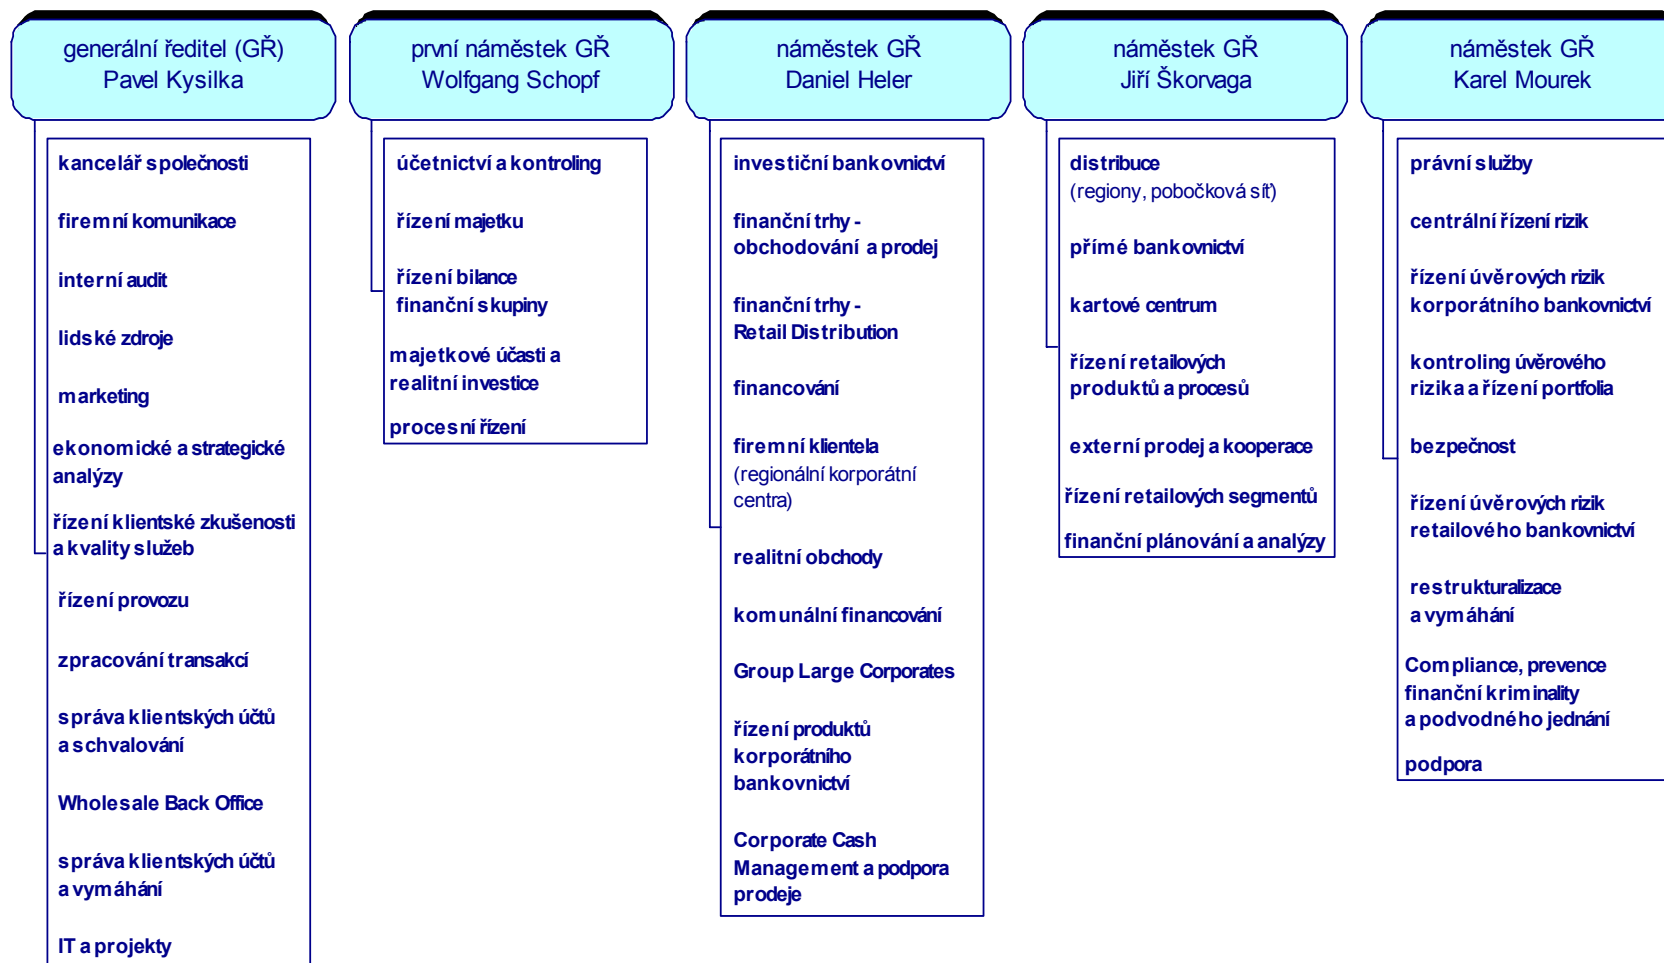 generální ředitel (GŘ)
Pavel Kysilka
kancelář společnosti
firemní komunikace
interní audit
lidské zdroje
marketing
ekonomické a strategické
analýzy
řízení klientské zkušenosti
a kvality služeb
řízení provozu
zpracování transakcí
správa klientských účtů
a schvalování
Wholesale Back Office
správa klientských účtů
a vymáhání
IT a projekty
první náměstek GŘ
Wolfgang Schopf
účetnictví a kontroling
řízení majetku
řízení bilance
finanční skupiny
majetkové účasti a
realitní investice
procesní řízení
náměstek GŘ
Daniel Heler
investiční bankovnictví
finanční trhy -
obchodování a prodej
finanční trhy -
Retail Distribution
financování
firemní klientela
(regionální korporátní
centra)
realitní obchody
komunální financování
Group Large Corporates
řízení produktů
korporátního
bankovnictví
Corporate Cash
Management a podpora
prodeje
náměstek GŘ
Jiří Škorvaga
distribuce
(regiony, pobočková síť)
přímé bankovnictví
kartové centrum
řízení retailových
produktů a procesů
externí prodej a kooperace
řízení retailových segmentů
finanční plánování a analýzy
náměstek GŘ
Karel Mourek
právní služby
centrální řízení rizik
řízení úvěrových rizik
korporátního bankovnictví
kontroling úvěrového
rizika a řízení portfolia
bezpečnost
řízení úvěrových rizik
retailového bankovnictví
restrukturalizace
a vymáhání
Compliance, prevence
finanční kriminality
a podvodného jednání
podpora